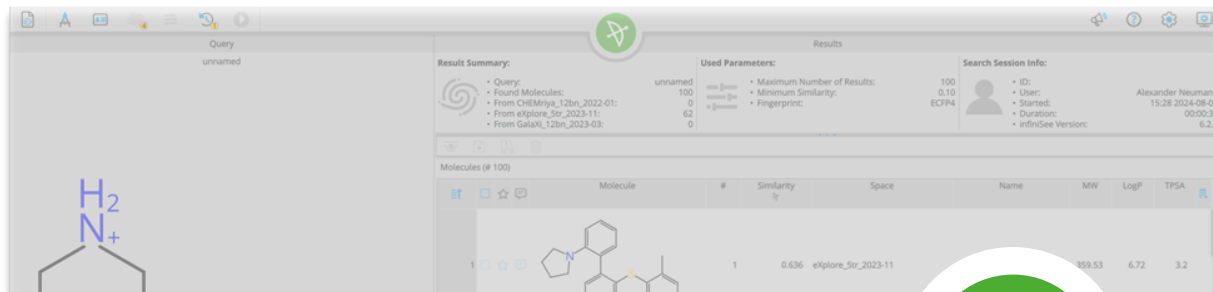 Query
Results
unnamed
Result Summary:
• Query: unnamed
• Found Molecules: 100
• From CHEMriya_12bn_2022-01: 0
• From eXplore_5tr_2023-11: 62
• From GalaXi_12bn_2023-03: 0
Used Parameters:
• Maximum Number of Results: 100
• Minimum Similarity: 0.10
• Fingerprint: ECFP4
Search Session Info:
• ID:
• User: Alexander Neuman
• Started: 15:28 2024-08-0
• Duration: 00:00:3
• infiniSee Version: 6.2.
Molecules (# 100)
Molecule # Similarity Space Name MW LogP TPSA
H2
N+
N
S
1 1 0.636 eXplore_5tr_2023-11 359.53 6.72 3.2